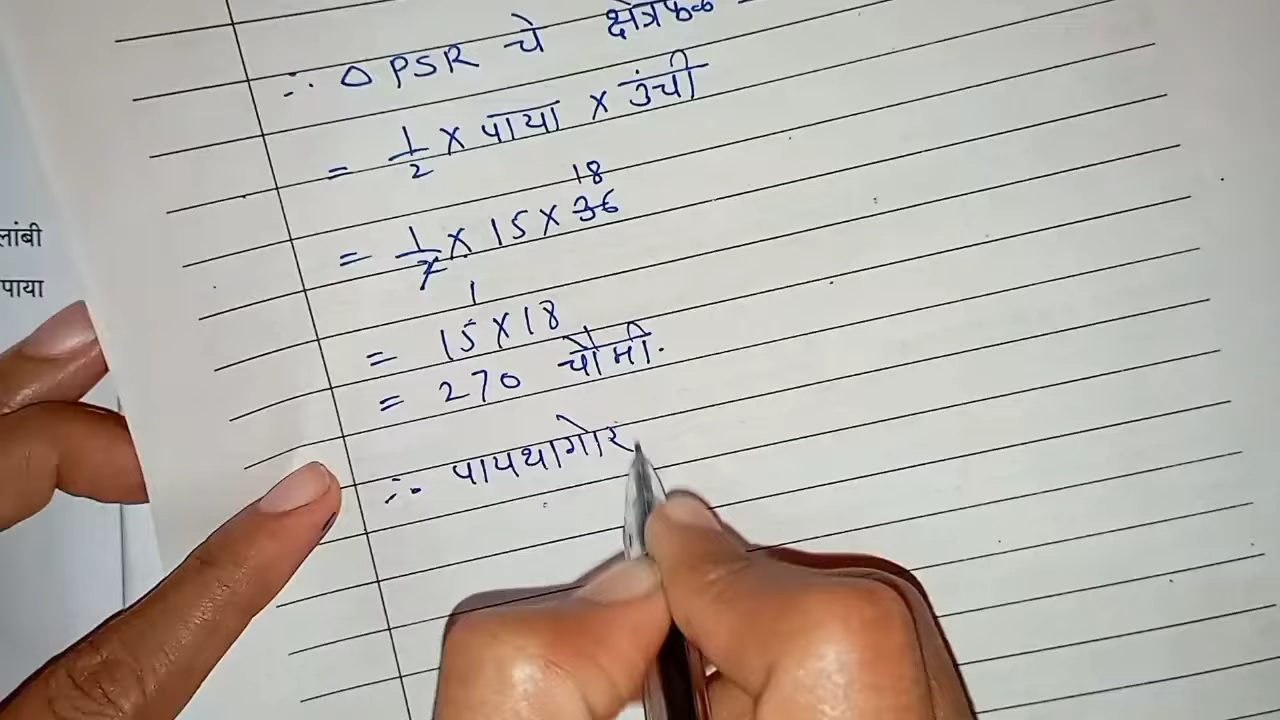 ∴ △ PSR चे क्षेत्रफळ
= 1/2 × पाया × उंची
18
= 1/2 × 15 × 36
1
= 15 × 18
= 270 चौमी.
∴ पायथागोर
लांबी
पाया